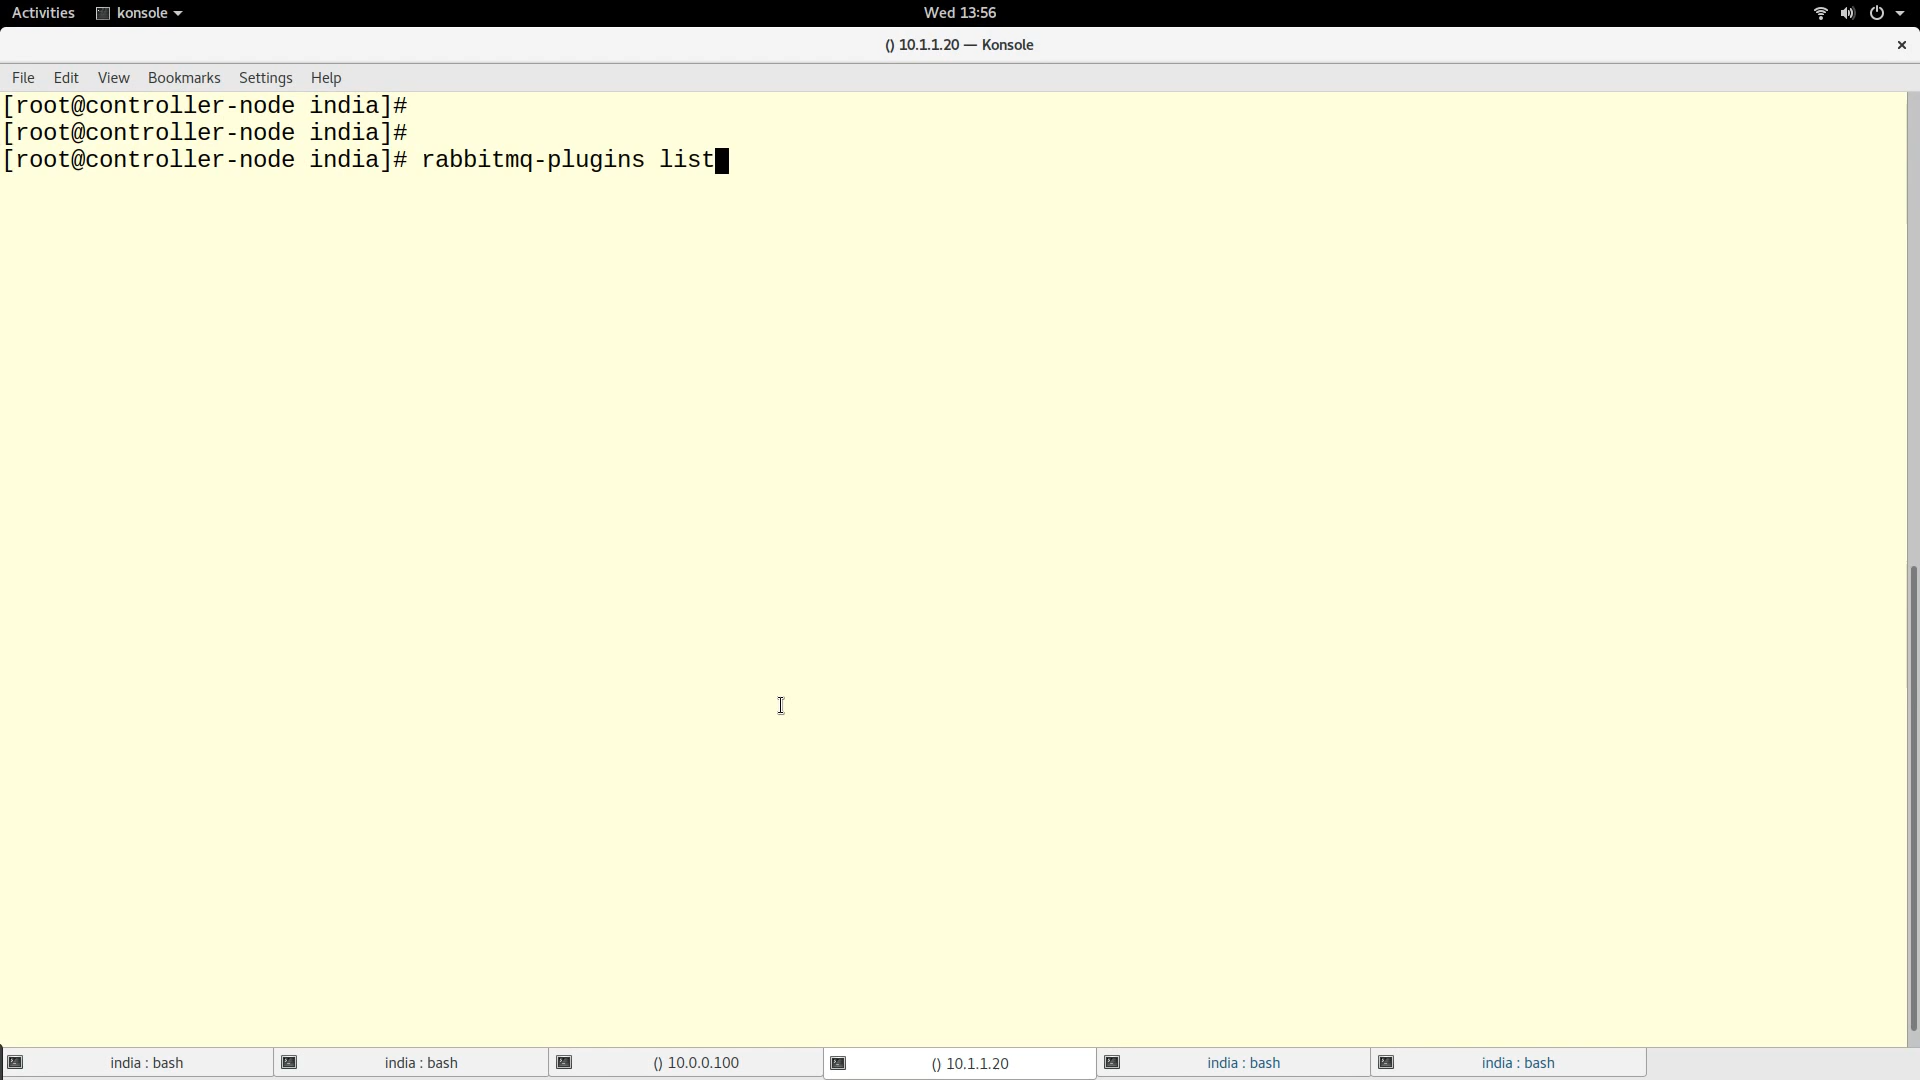 Activities konsole Wed 13:56
() 10.1.1.20 — Konsole
File Edit View Bookmarks Settings Help
[root@controller-node india]#
[root@controller-node india]#
[root@controller-node india]# rabbitmq-plugins list
india : bash india : bash () 10.0.0.100 () 10.1.1.20 india : bash india : bash